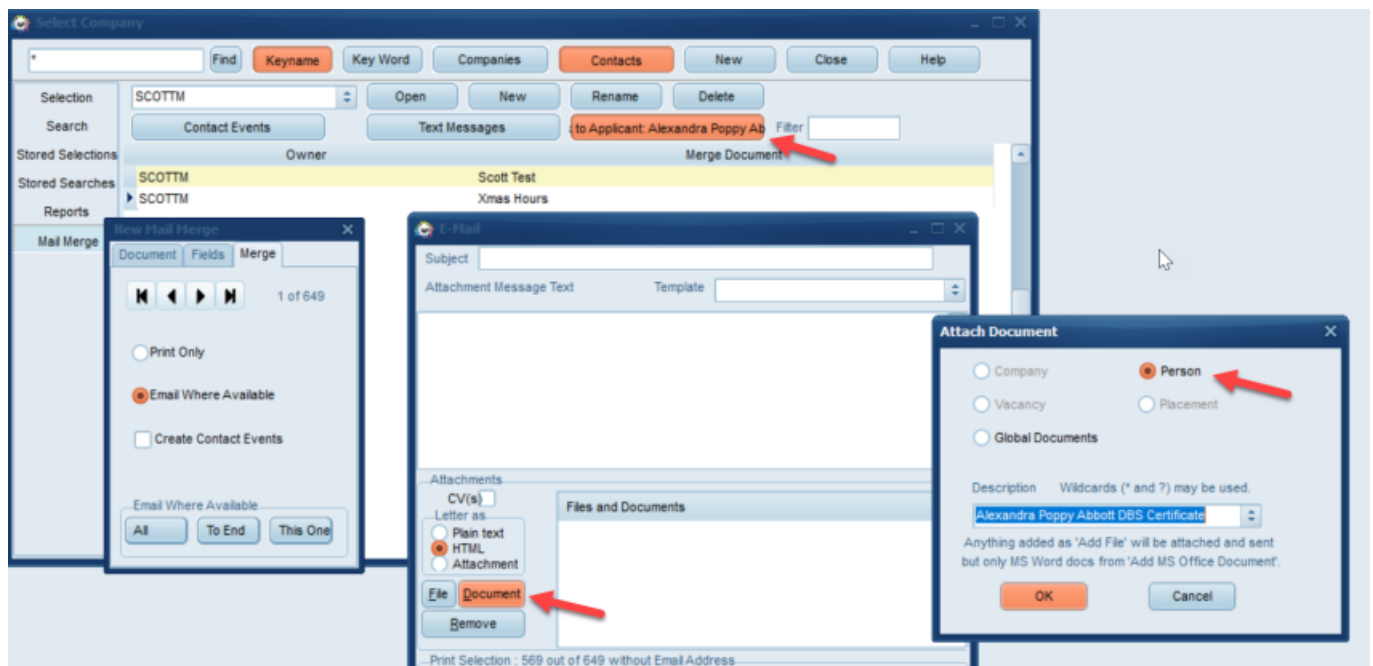 Select Company
*
Find Keyname Key Word Companies Contacts New Close Help
Selection SCOTTM Open New Rename Delete
Search Contact Events Text Messages to Applicant: Alexandra Poppy Ab Filter
Stored Selections Owner Merge Document
SCOTTM Scott Test
Stored Searches
SCOTTM Xmas Hours
Reports
Mail Merge
New Mail Merge
Document Fields Merge
1 of 649
Print Only
Email Where Available
Create Contact Events
Email Where Available
All To End This One
E-Mail
Subject
Attachment Message Text Template
Attachments
CV(s)
Letter as
Plain text
HTML
Attachment
File Document
Remove
Files and Documents
Print Selection : 569 out of 649 without Email Address
Attach Document
Company Person
Vacancy Placement
Global Documents
Description Wildcards (* and ?) may be used.
Alexandra Poppy Abbott DBS Certificate
Anything added as 'Add File' will be attached and sent
but only MS Word docs from 'Add MS Office Document'.
OK Cancel